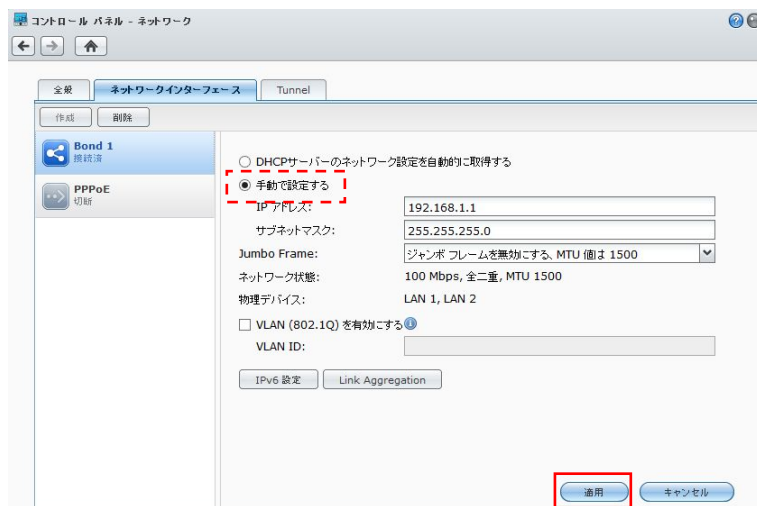 コントロール パネル - ネットワーク
全般 ネットワークインターフェース Tunnel
作成 削除
Bond 1
接続済
PPPoE
切断
DHCPサーバーのネットワーク設定を自動的に取得する
手動で設定する
IP アドレス: 192.168.1.1
サブネットマスク: 255.255.255.0
Jumbo Frame: ジャンボ フレームを無効にする、MTU 値は 1500
ネットワーク状態: 100 Mbps, 全二重, MTU 1500
物理デバイス: LAN 1, LAN 2
VLAN (802.1Q) を有効にする
VLAN ID:
IPv6 設定 Link Aggregation
適用 キャンセル